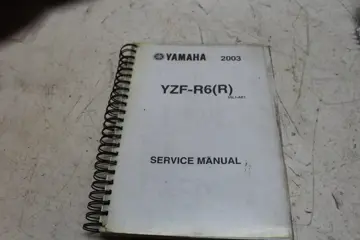 YAMAHA 2003
YZF-R6(R)
SERVICE MANUAL